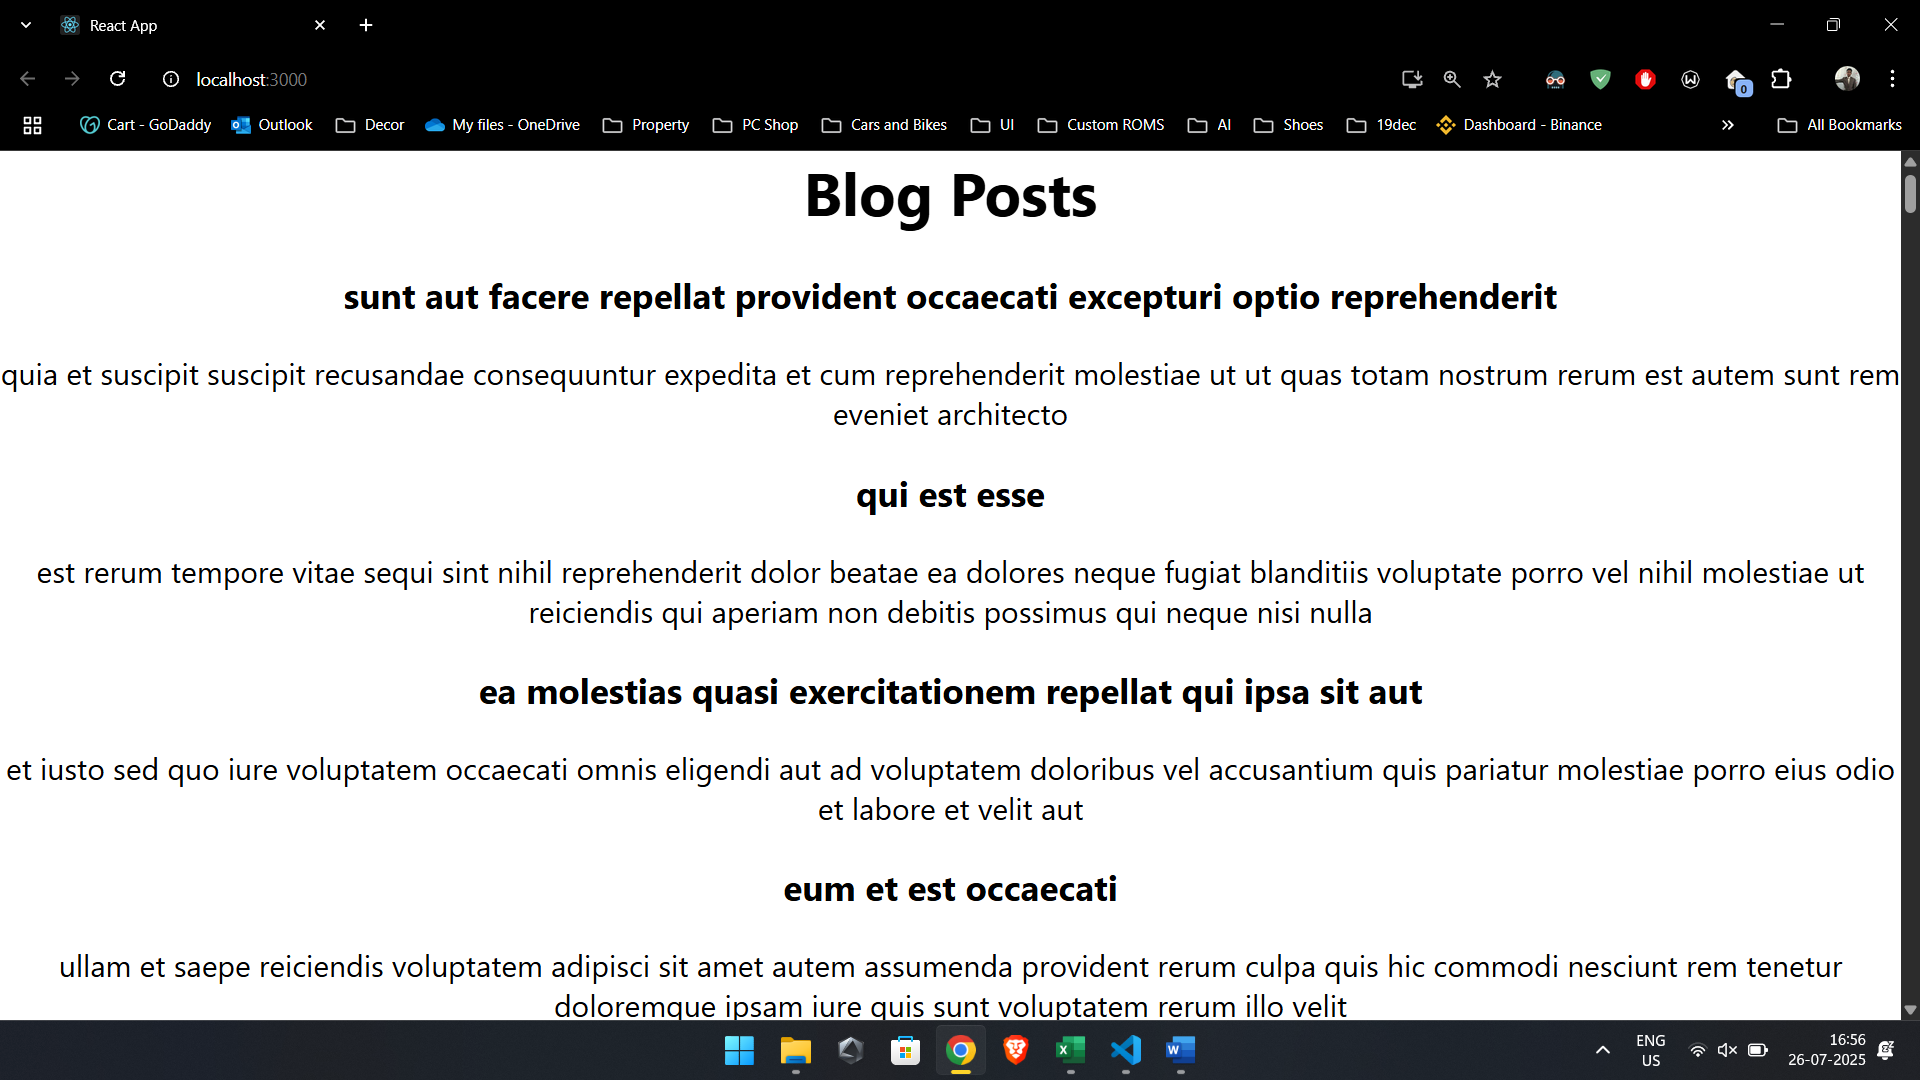 React App
localhost:3000
0
Cart - GoDaddy Outlook Decor My files - OneDrive Property PC Shop Cars and Bikes UI Custom ROMS AI Shoes 19dec Dashboard - Binance All Bookmarks
Blog Posts
sunt aut facere repellat provident occaecati excepturi optio reprehenderit
quia et suscipit suscipit recusandae consequuntur expedita et cum reprehenderit molestiae ut ut quas totam nostrum rerum est autem sunt rem
eveniet architecto
qui est esse
est rerum tempore vitae sequi sint nihil reprehenderit dolor beatae ea dolores neque fugiat blanditiis voluptate porro vel nihil molestiae ut
reiciendis qui aperiam non debitis possimus qui neque nisi nulla
ea molestias quasi exercitationem repellat qui ipsa sit aut
et iusto sed quo iure voluptatem occaecati omnis eligendi aut ad voluptatem doloribus vel accusantium quis pariatur molestiae porro eius odio
et labore et velit aut
eum et est occaecati
ullam et saepe reiciendis voluptatem adipisci sit amet autem assumenda provident rerum culpa quis hic commodi nesciunt rem tenetur
doloremque ipsam iure quis sunt voluptatem rerum illo velit
ENG 16:56
US 26-07-2025